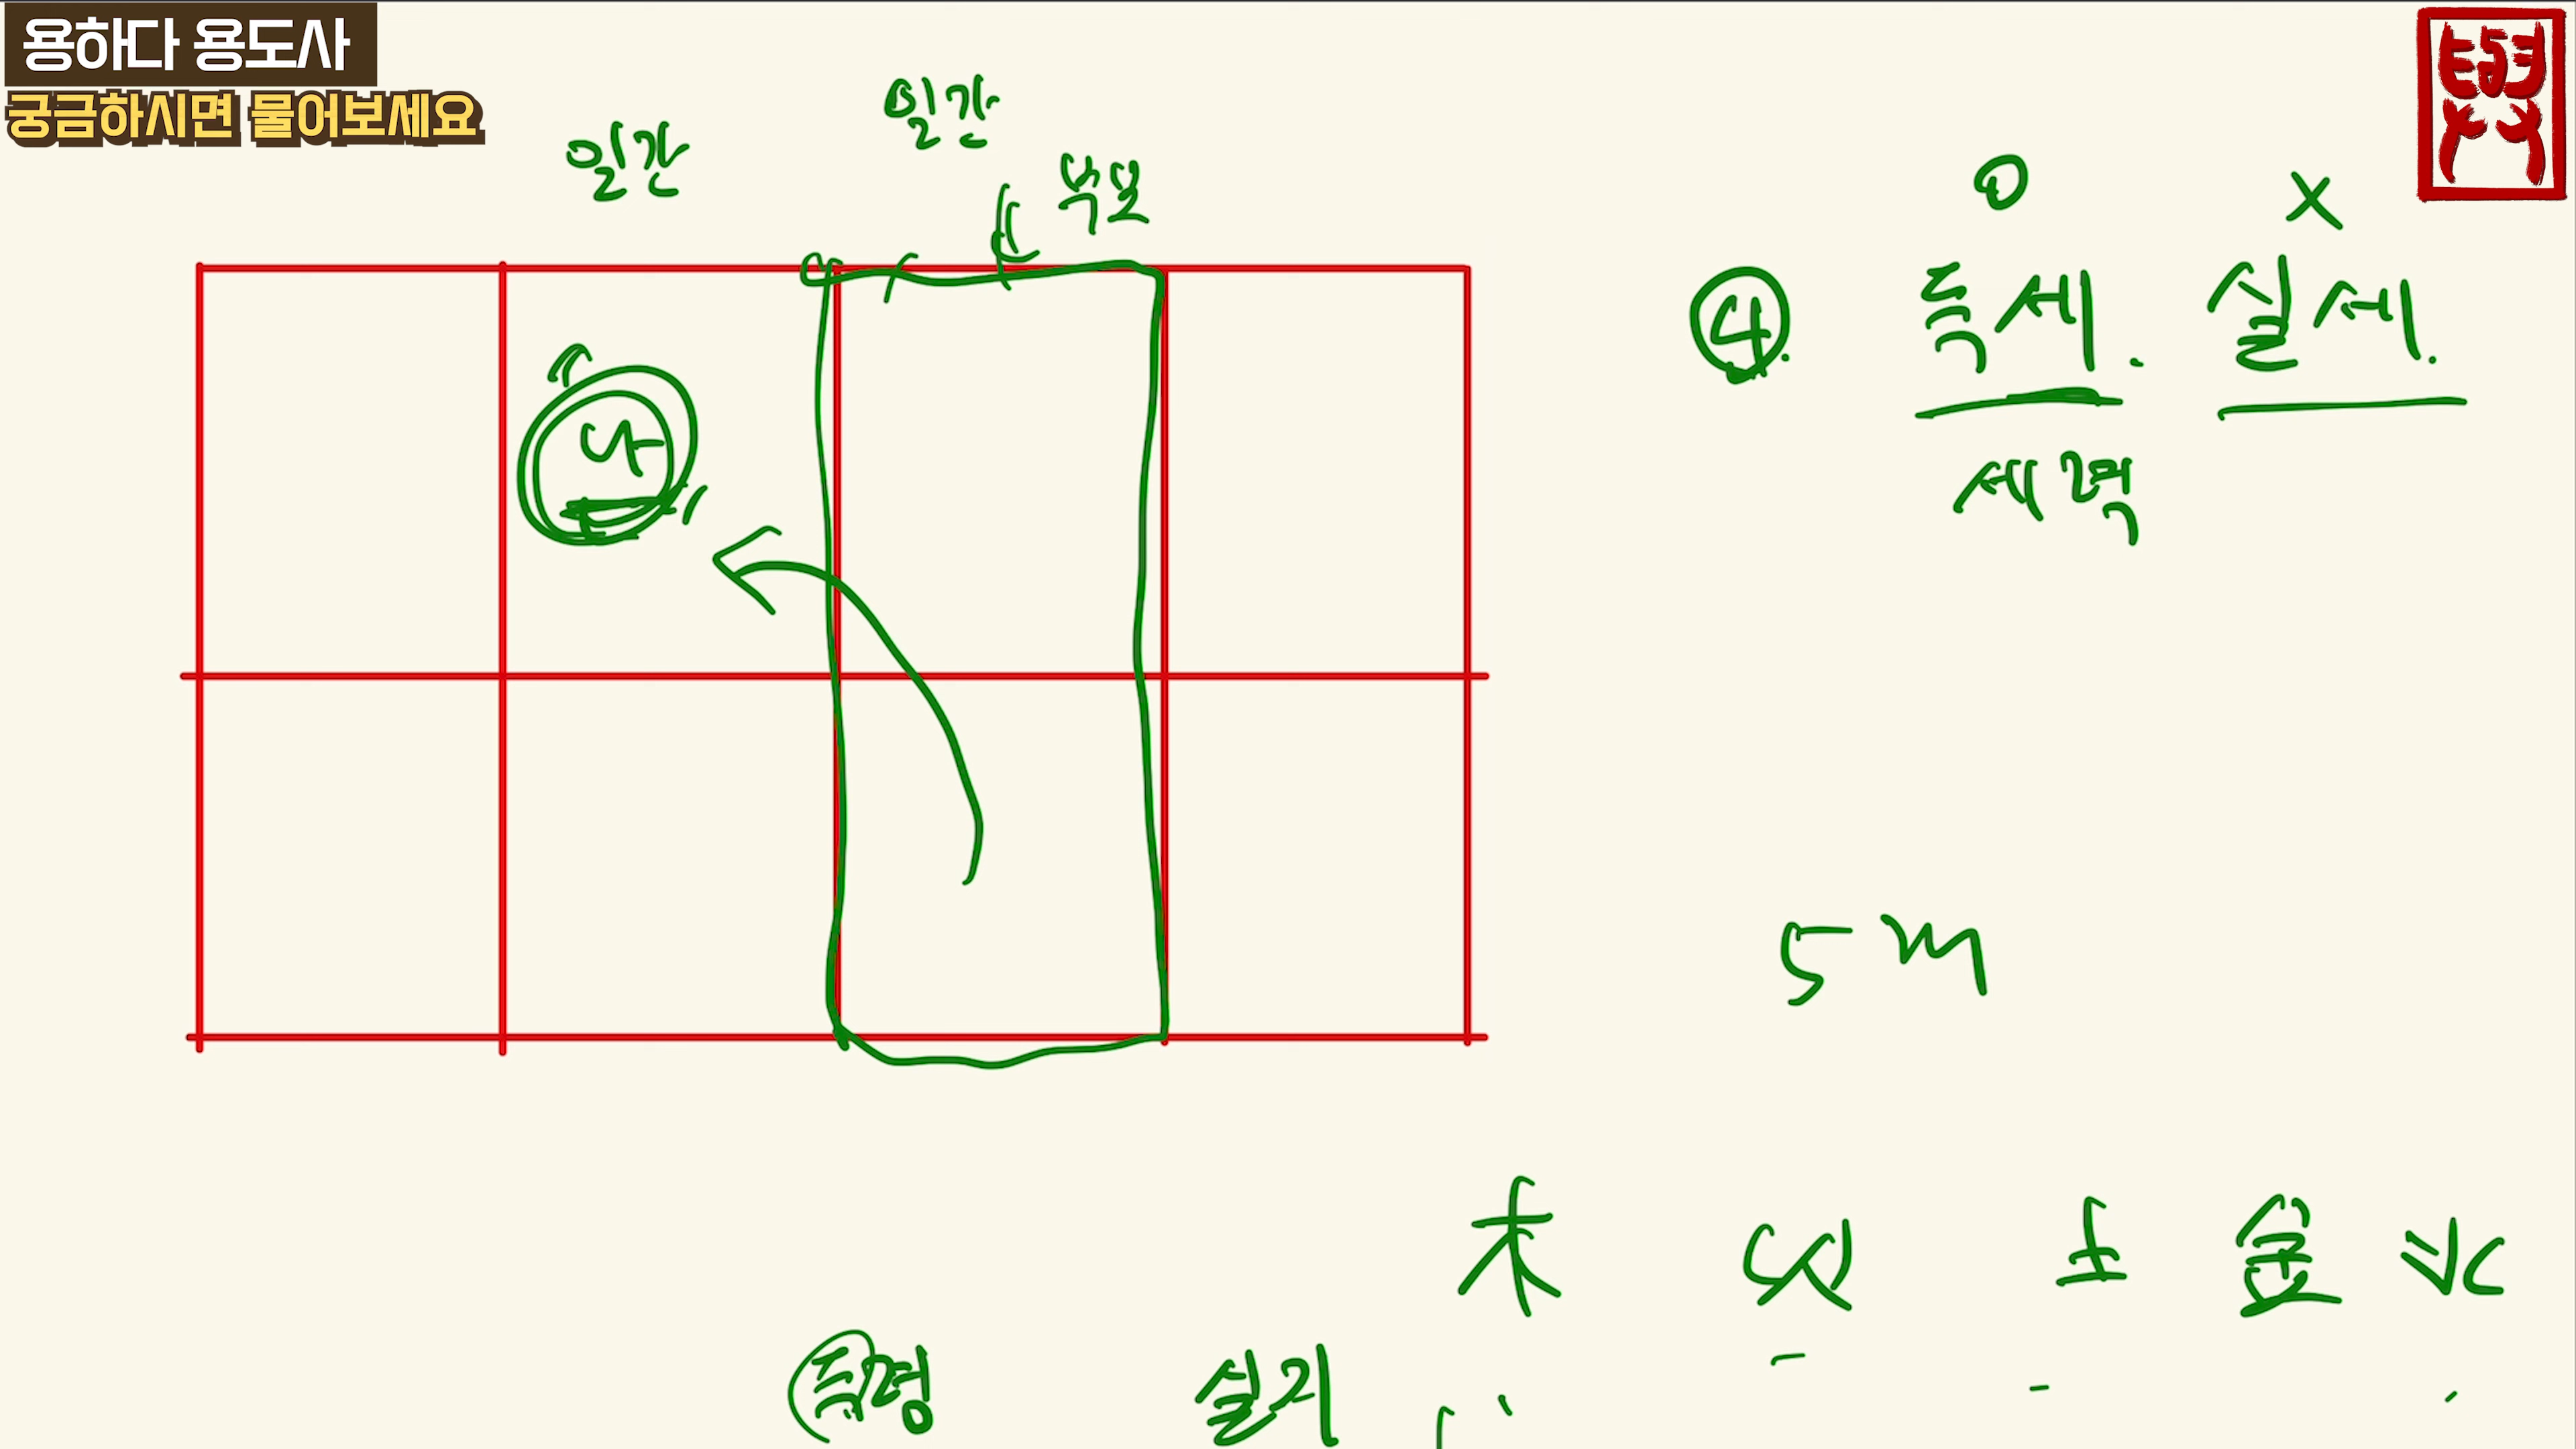 용하다 용도사
궁금하시면 물어보세요
일간 일간
부모
O X
나
④. 득세. 실세.
세력
5M
木 火 土 金 水
득령 실기